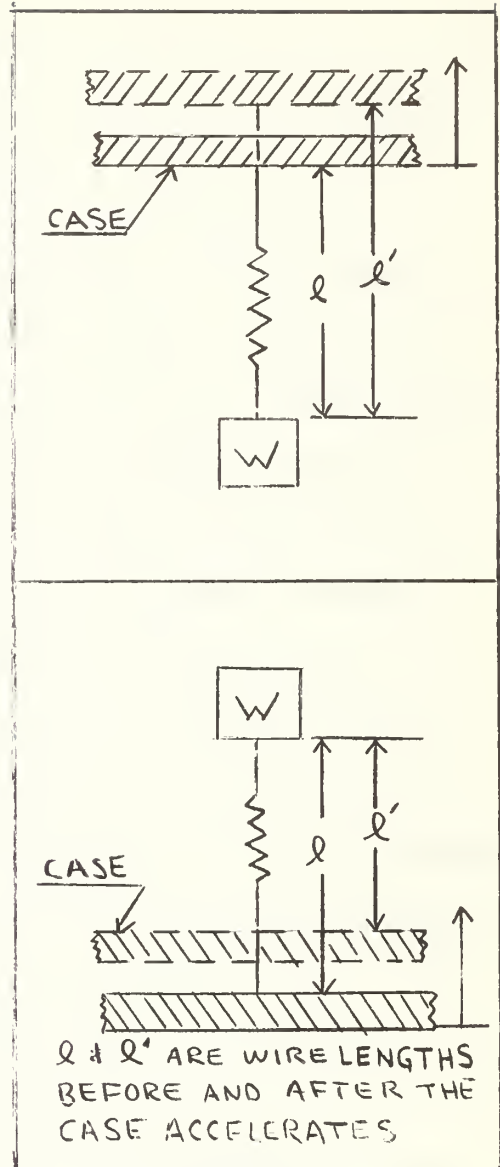 CASE
ℓ
ℓ'
W
W
ℓ
ℓ'
CASE
ℓ & ℓ' ARE WIRE LENGTHS
BEFORE AND AFTER THE
CASE ACCELERATES